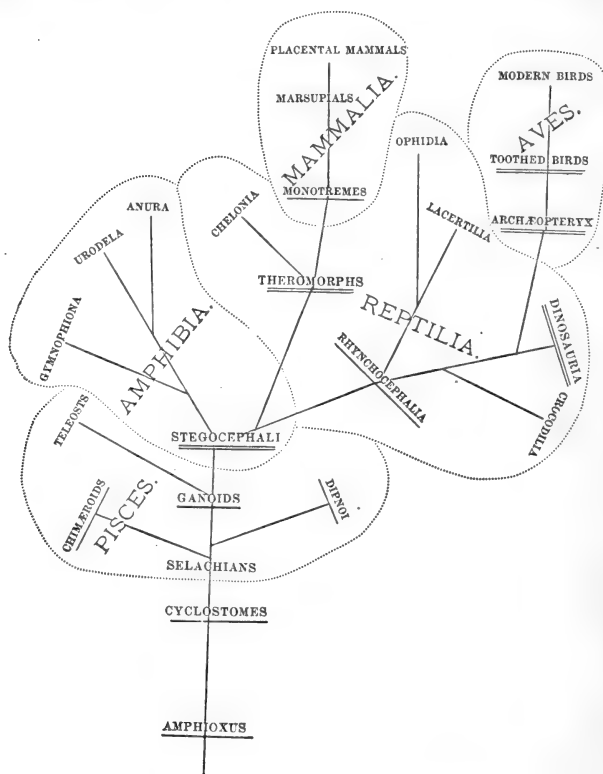 PLACENTAL MAMMALS
MARSUPIALS
MAMMALIA.
MONOTREMES
MODERN BIRDS
AVES.
TOOTHED BIRDS
ARCHÆOPTERYX
OPHIDIA
LACERTILIA
CHELONIA
THEROMORPHS
REPTILIA.
RHYNCHOCEPHALIA
DINOSAURIA
CROCODILIA
ANURA
URODELA
GYMNOPHIONA
AMPHIBIA.
STEGOCEPHALI
TELEOSTS
GANOIDS
CHIMÆROIDS
PISCES.
DIPNOI
SELACHIANS
CYCLOSTOMES
AMPHIOXUS